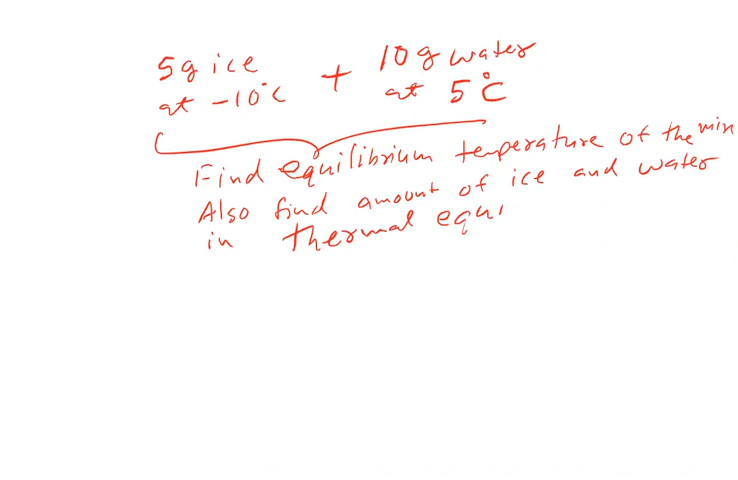 5g ice + 10g water
at -10°C at 5°C
Find equilibrium temperature of the mix
Also find amount of ice and water
in thermal equi